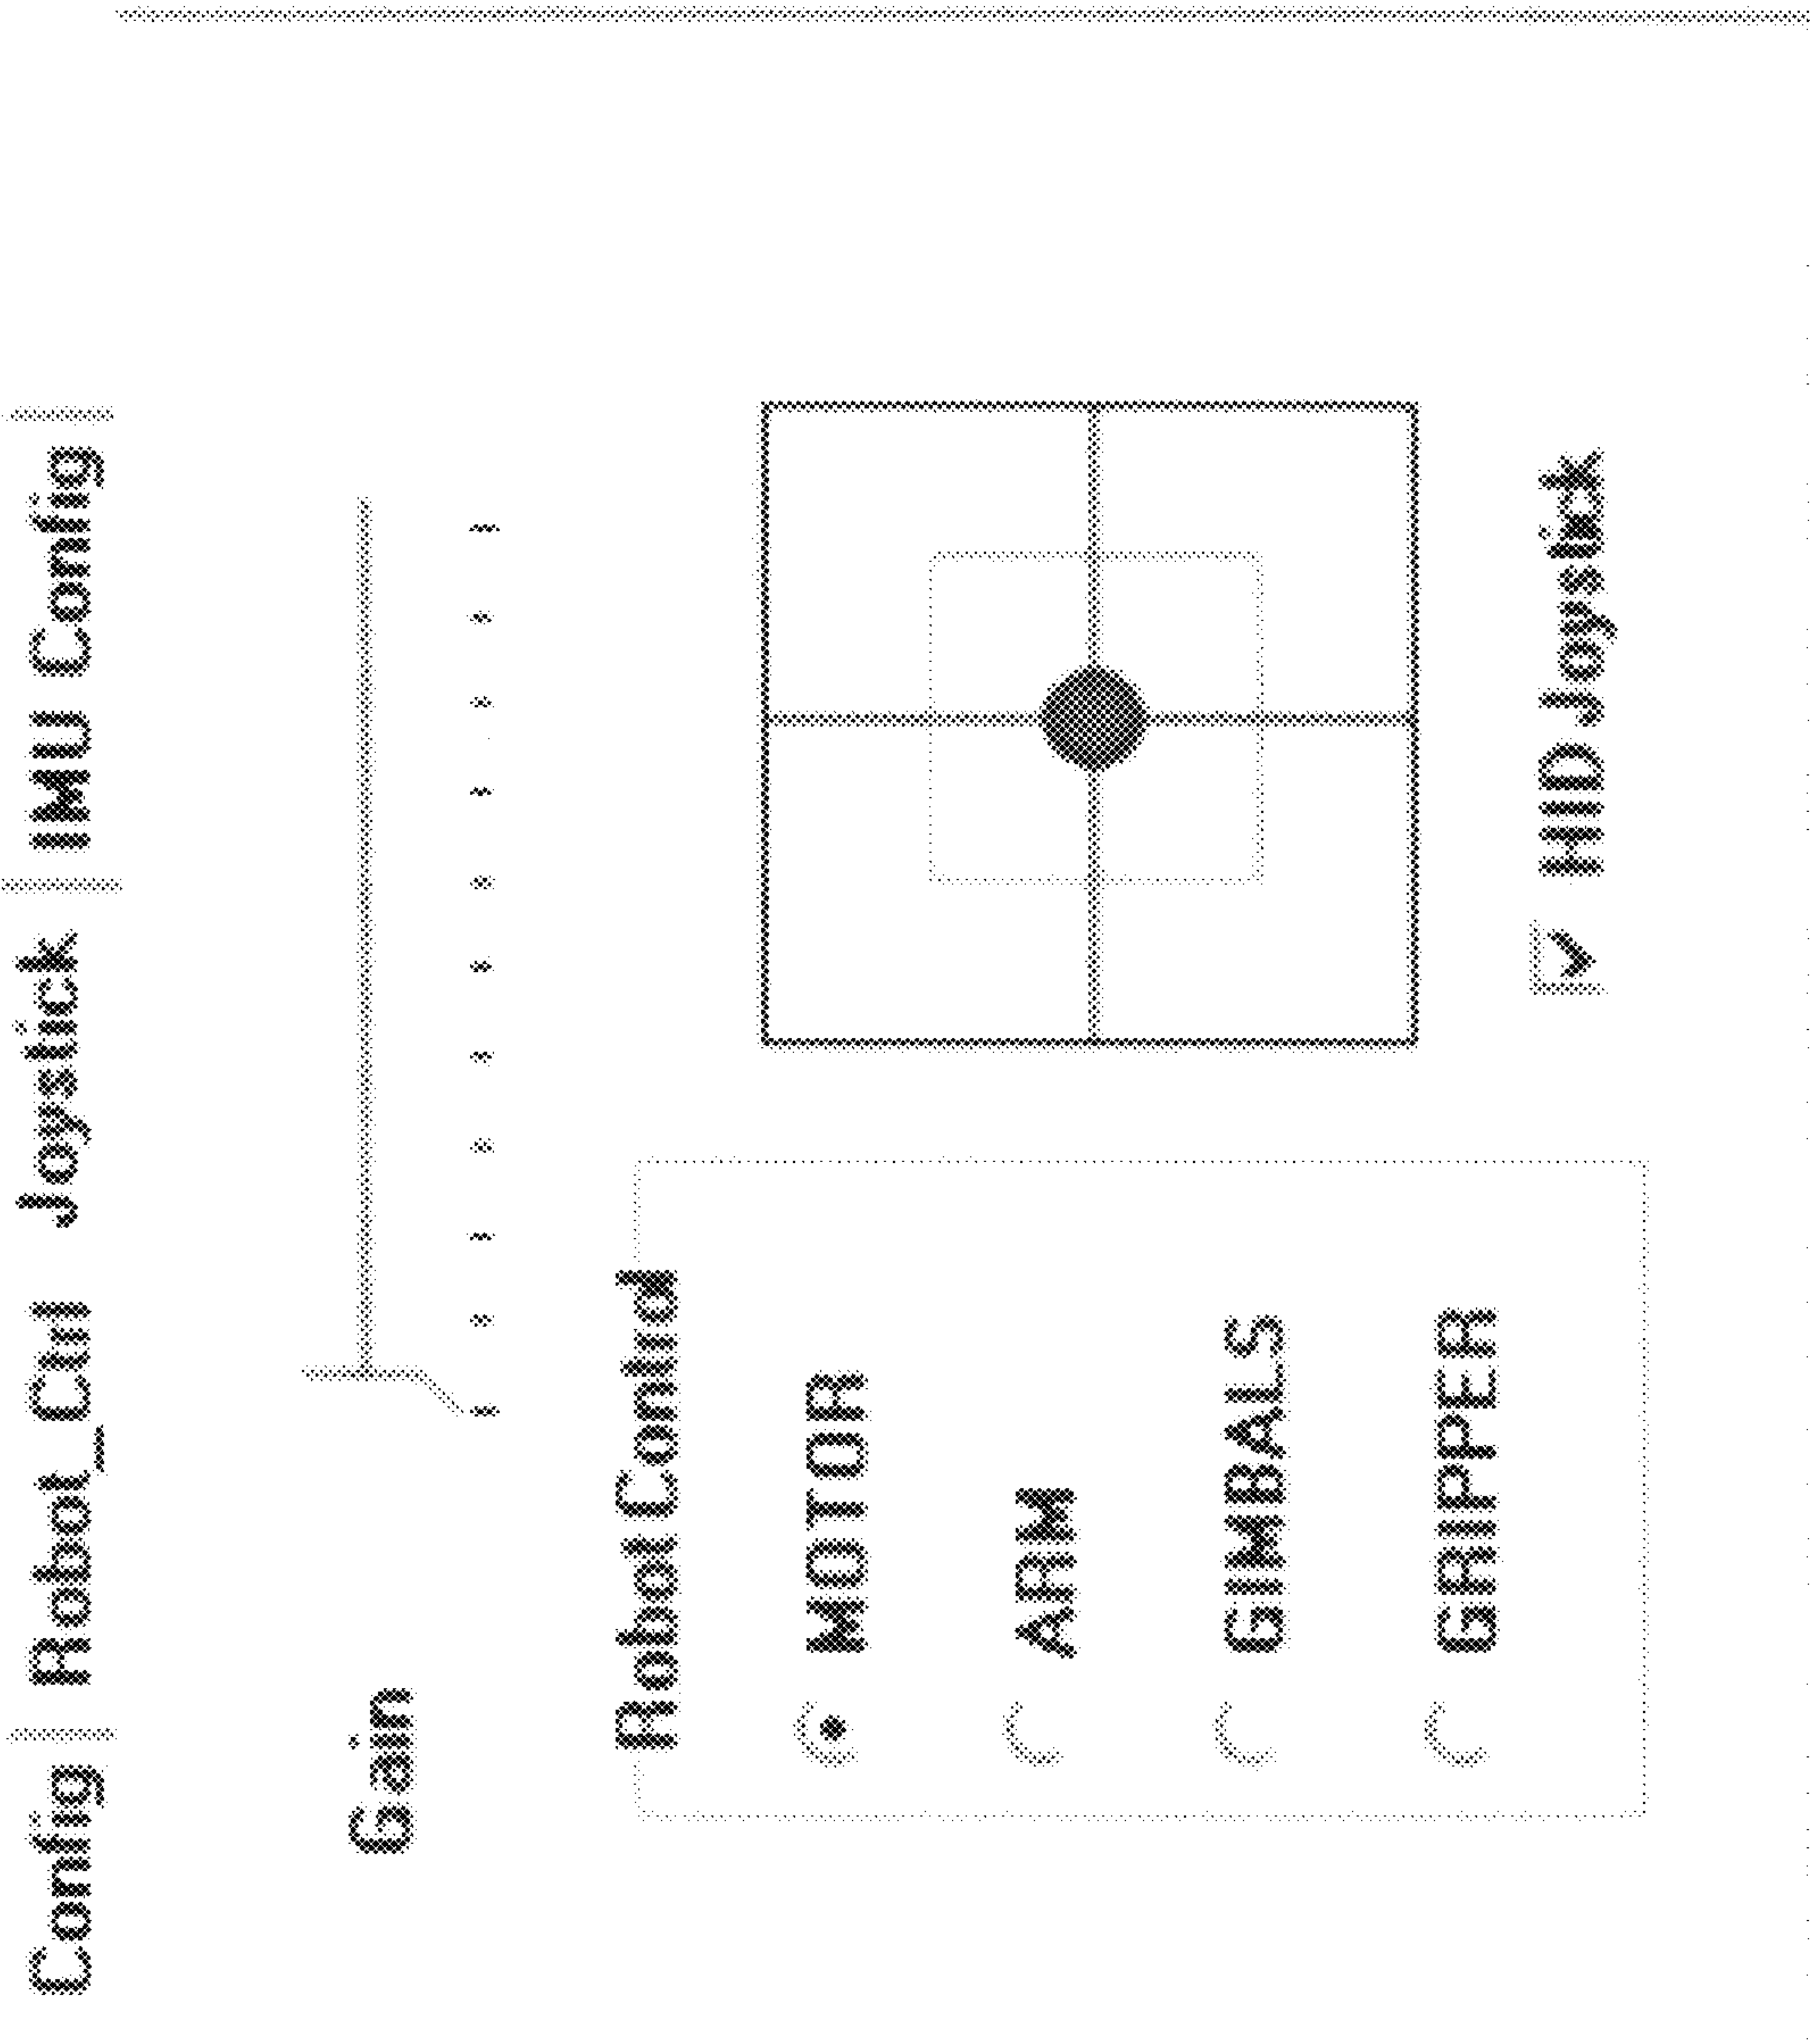 Config Robot_Ctrl Joystick IMU Config
Gain
Robot Control
MOTOR
ARM
GIMBALS
GRIPPER
HID Joystick